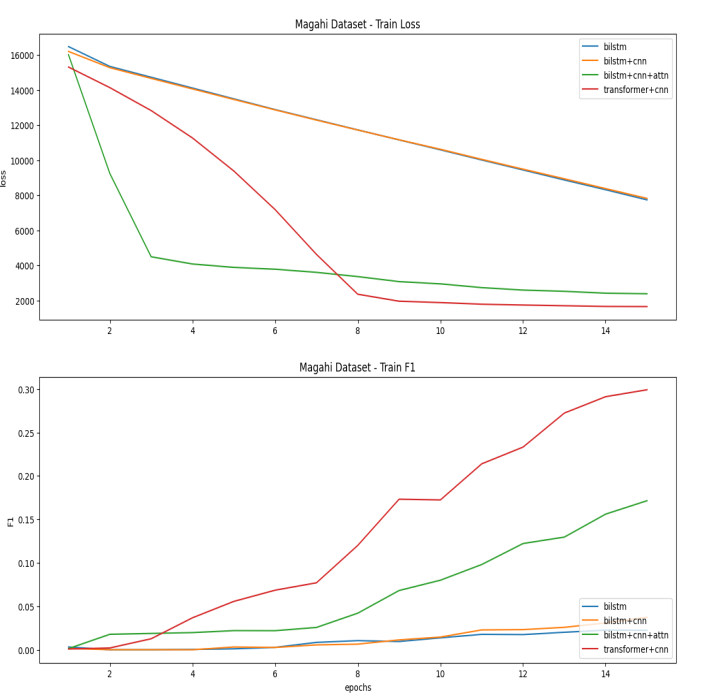 Magahi Dataset - Train Loss
bilstm
bilstm+cnn
bilstm+cnn+attn
transformer+cnn
16000
14000
12000
10000
8000
6000
4000
2000
loss
2 4 6 8 10 12 14
Magahi Dataset - Train F1
0.30
0.25
0.20
0.15
0.10
0.05
0.00
F1
bilstm
bilstm+cnn
bilstm+cnn+attn
transformer+cnn
2 4 6 8 10 12 14
epochs